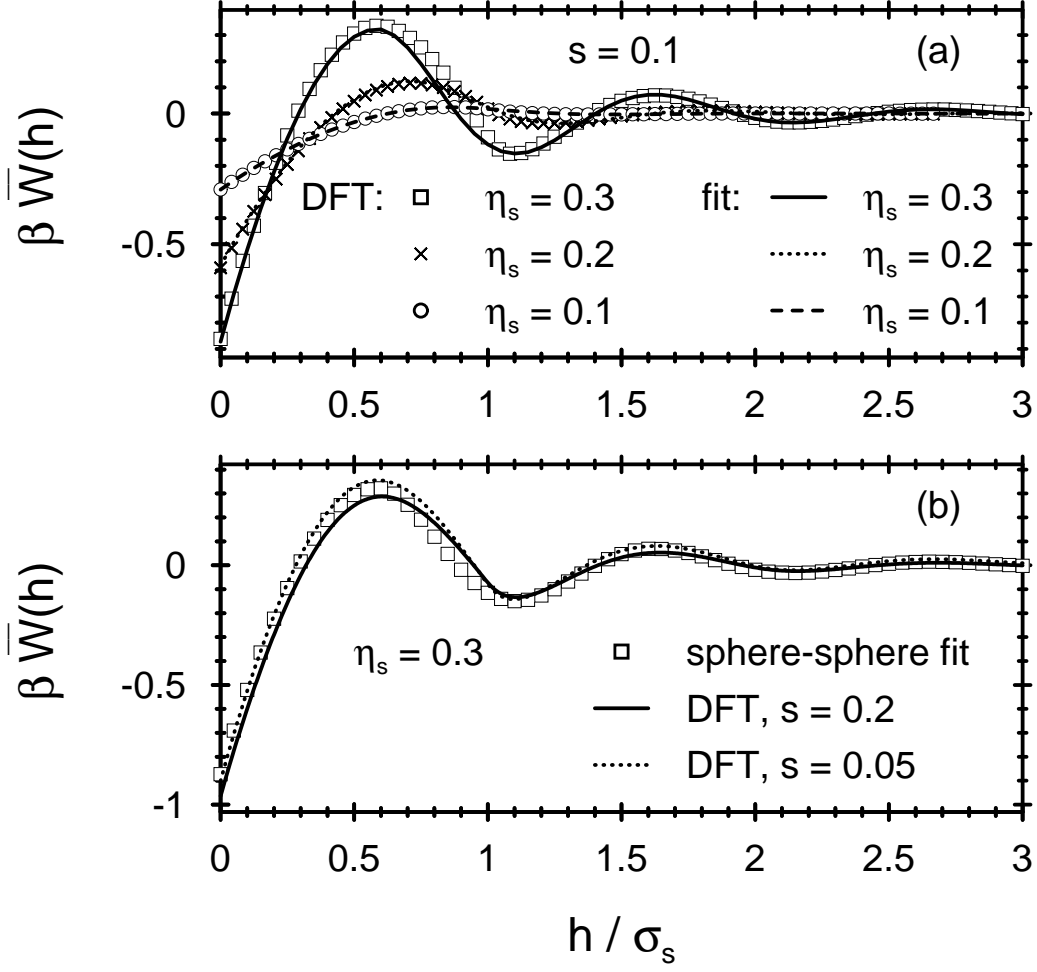 s = 0.1 (a)
0
-0.5
β W̅(h)
DFT: η_s = 0.3 fit: η_s = 0.3
η_s = 0.2 η_s = 0.2
η_s = 0.1 η_s = 0.1
0 0.5 1 1.5 2 2.5 3
(b)
0
-0.5
-1
β W̅(h)
η_s = 0.3 sphere-sphere fit
DFT, s = 0.2
DFT, s = 0.05
0 0.5 1 1.5 2 2.5 3
h / σ_s